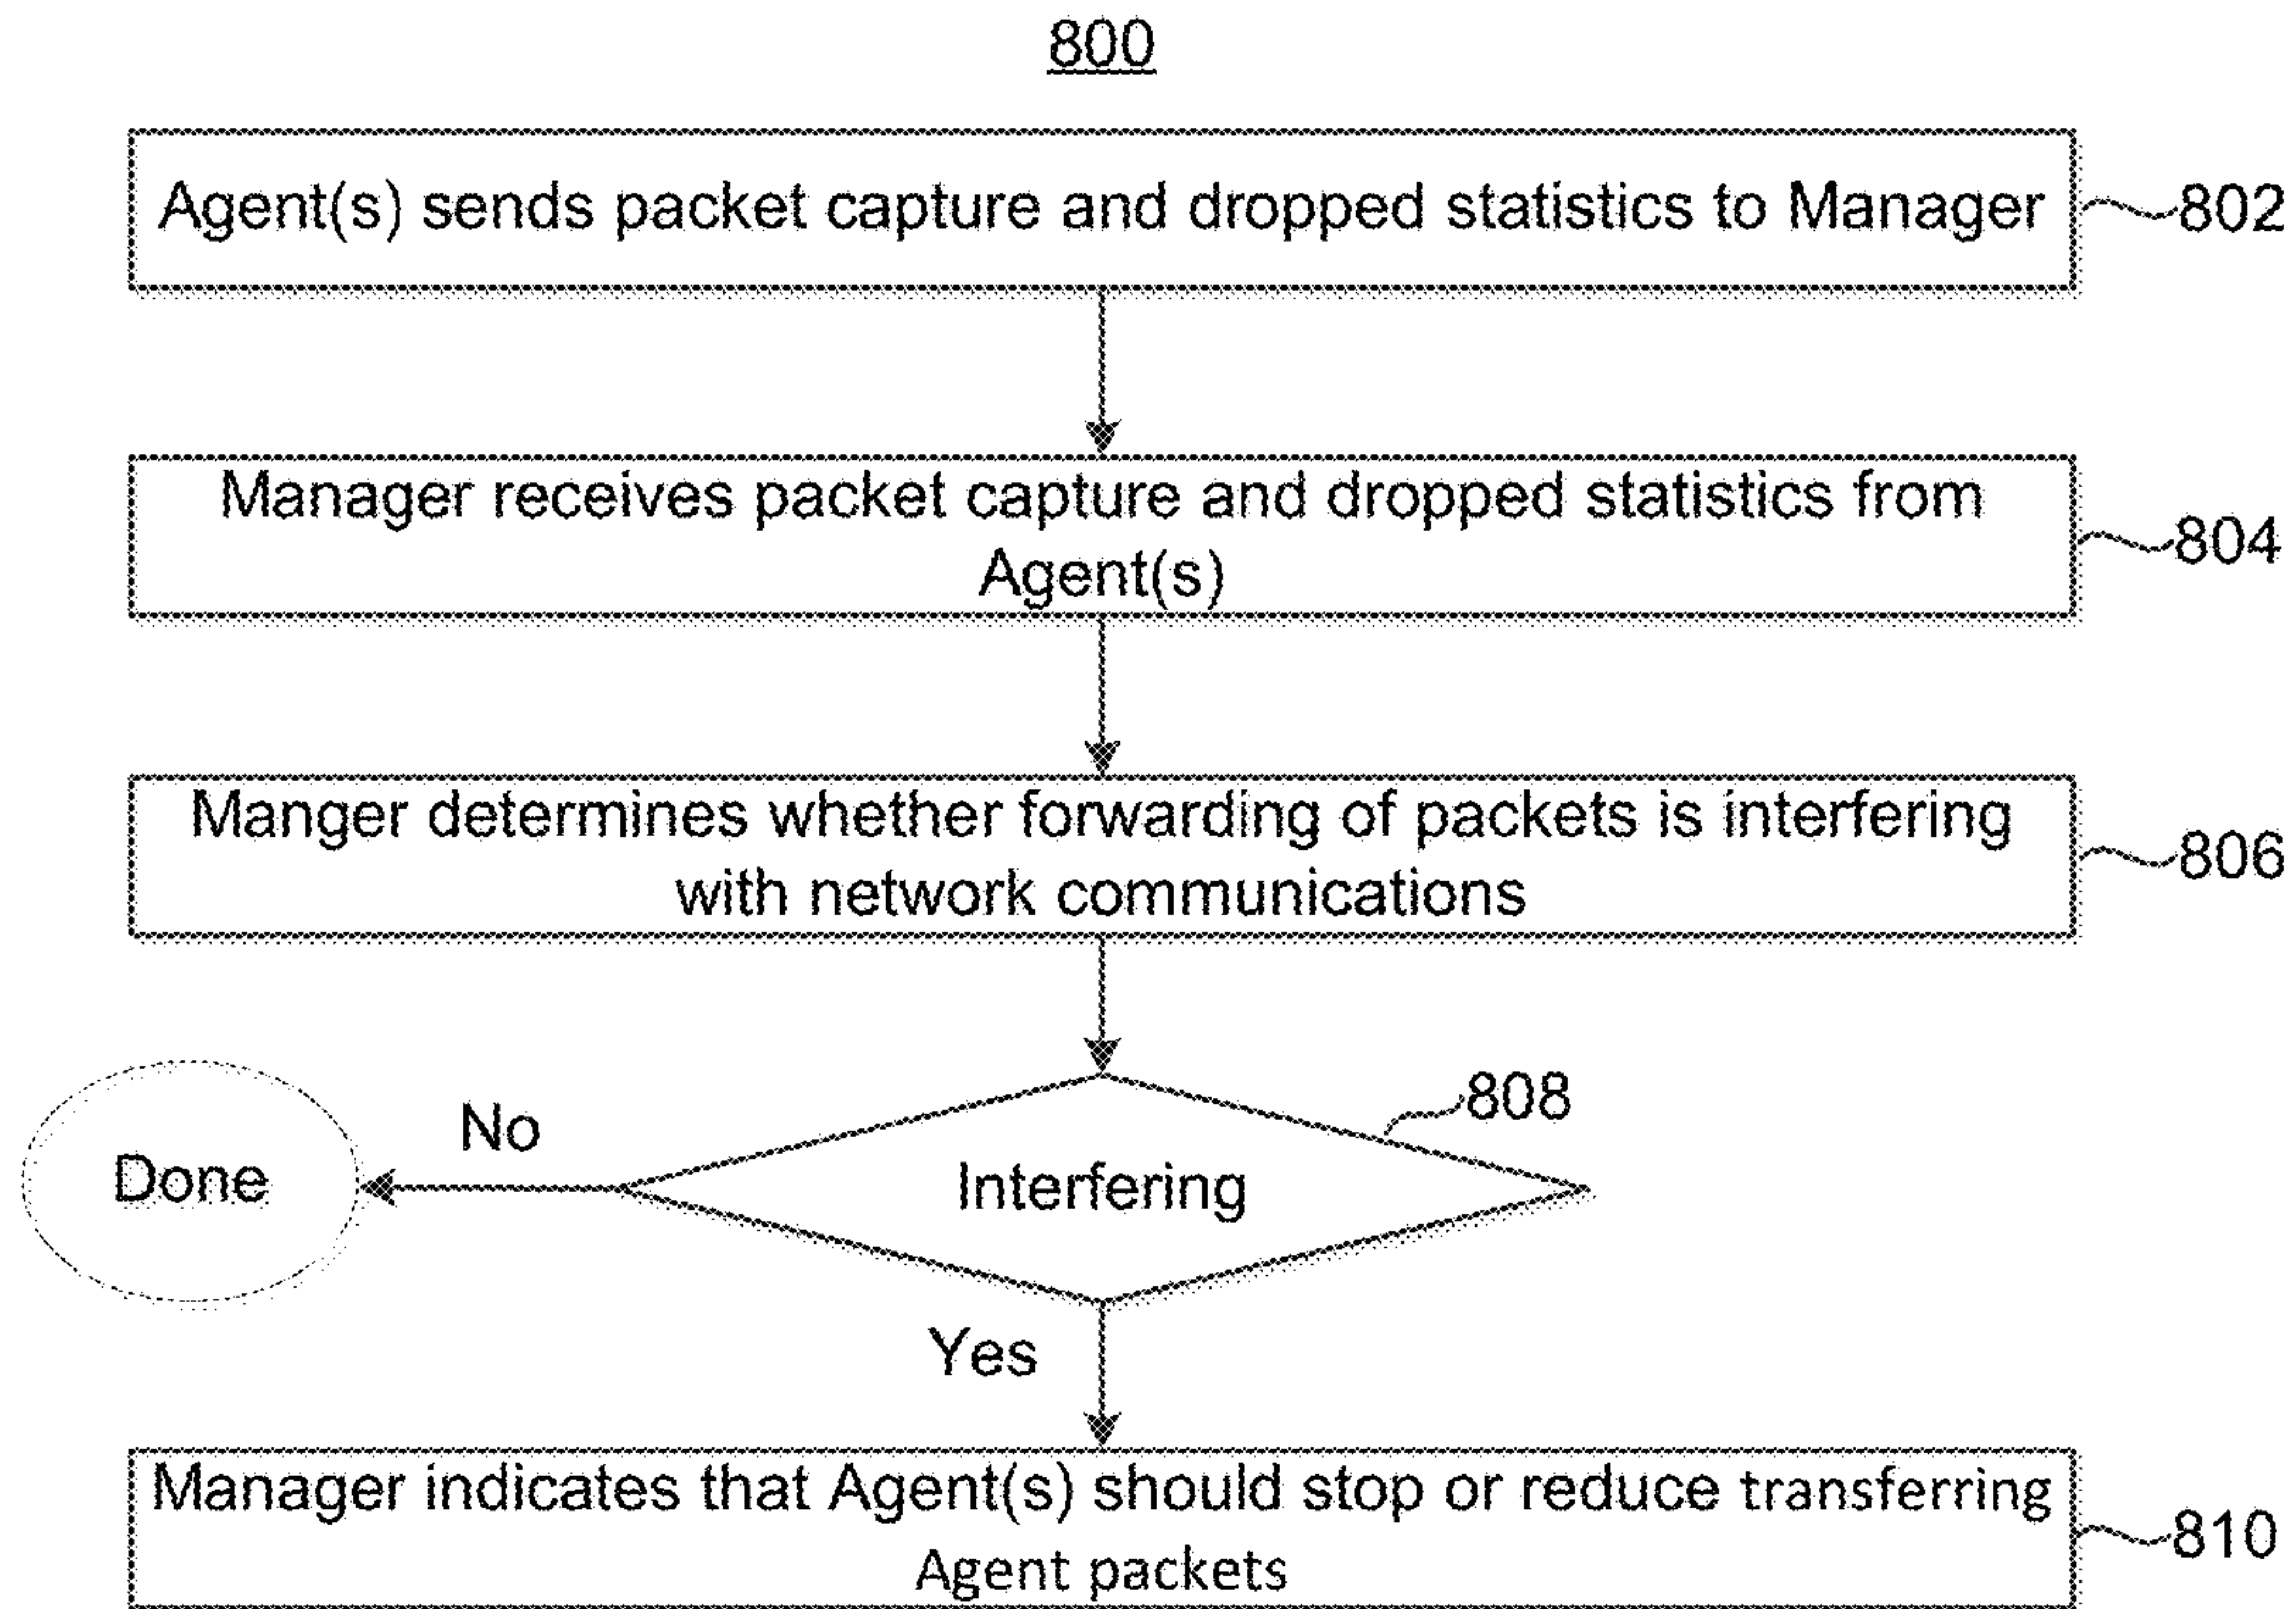 800
Agent(s) sends packet capture and dropped statistics to Manager
802
Manager receives packet capture and dropped statistics from
Agent(s)
804
Manger determines whether forwarding of packets is interfering
with network communications
806
808
No
Done
Interfering
Yes
Manager indicates that Agent(s) should stop or reduce transferring
Agent packets
810